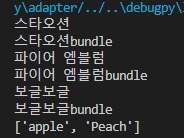 y\adapter/../..\debugpy\l
스타오션
스타오션bundle
파이어 엠블럼
파이어 엠블럼bundle
보글보글
보글보글bundle
['apple', 'Peach']